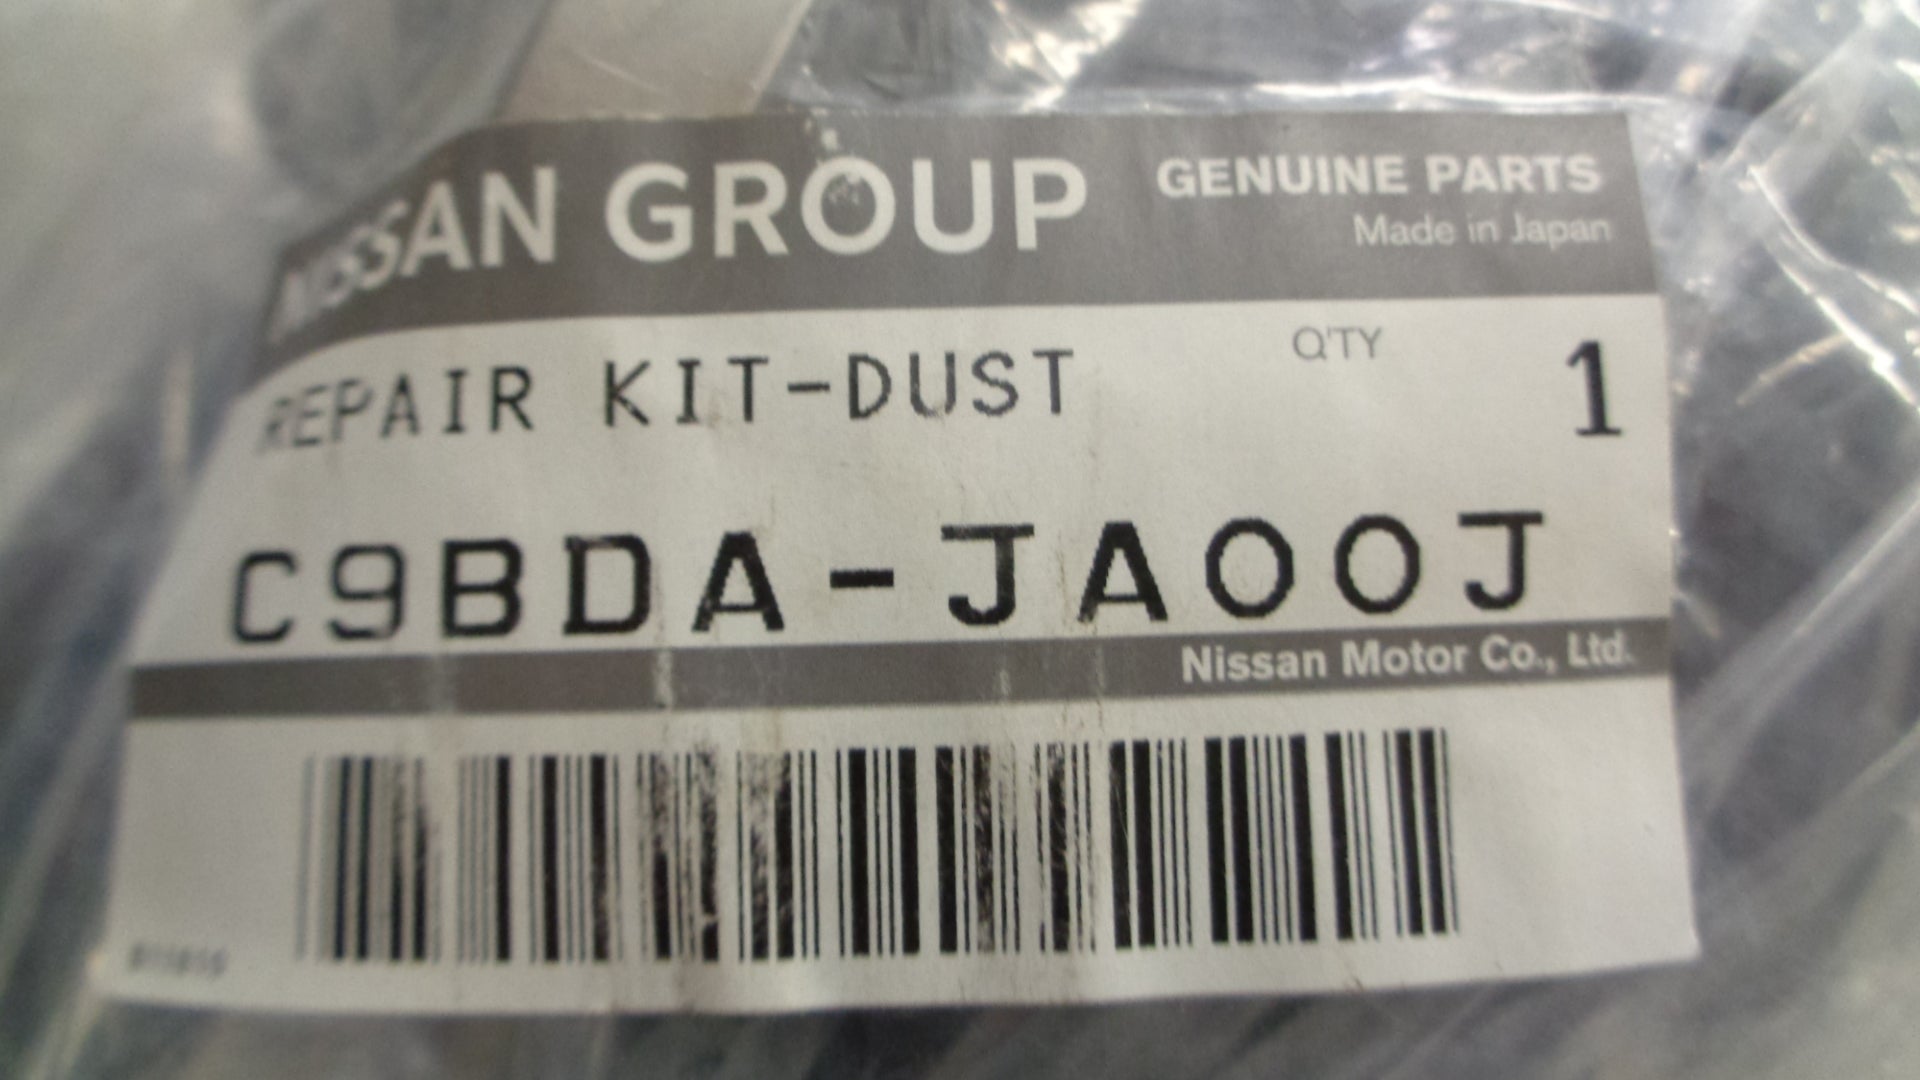 NISSAN GROUP
GENUINE PARTS
Made in Japan
REPAIR KIT-DUST
Q'TY
1
C9BDA-JA00J
Nissan Motor Co., Ltd.